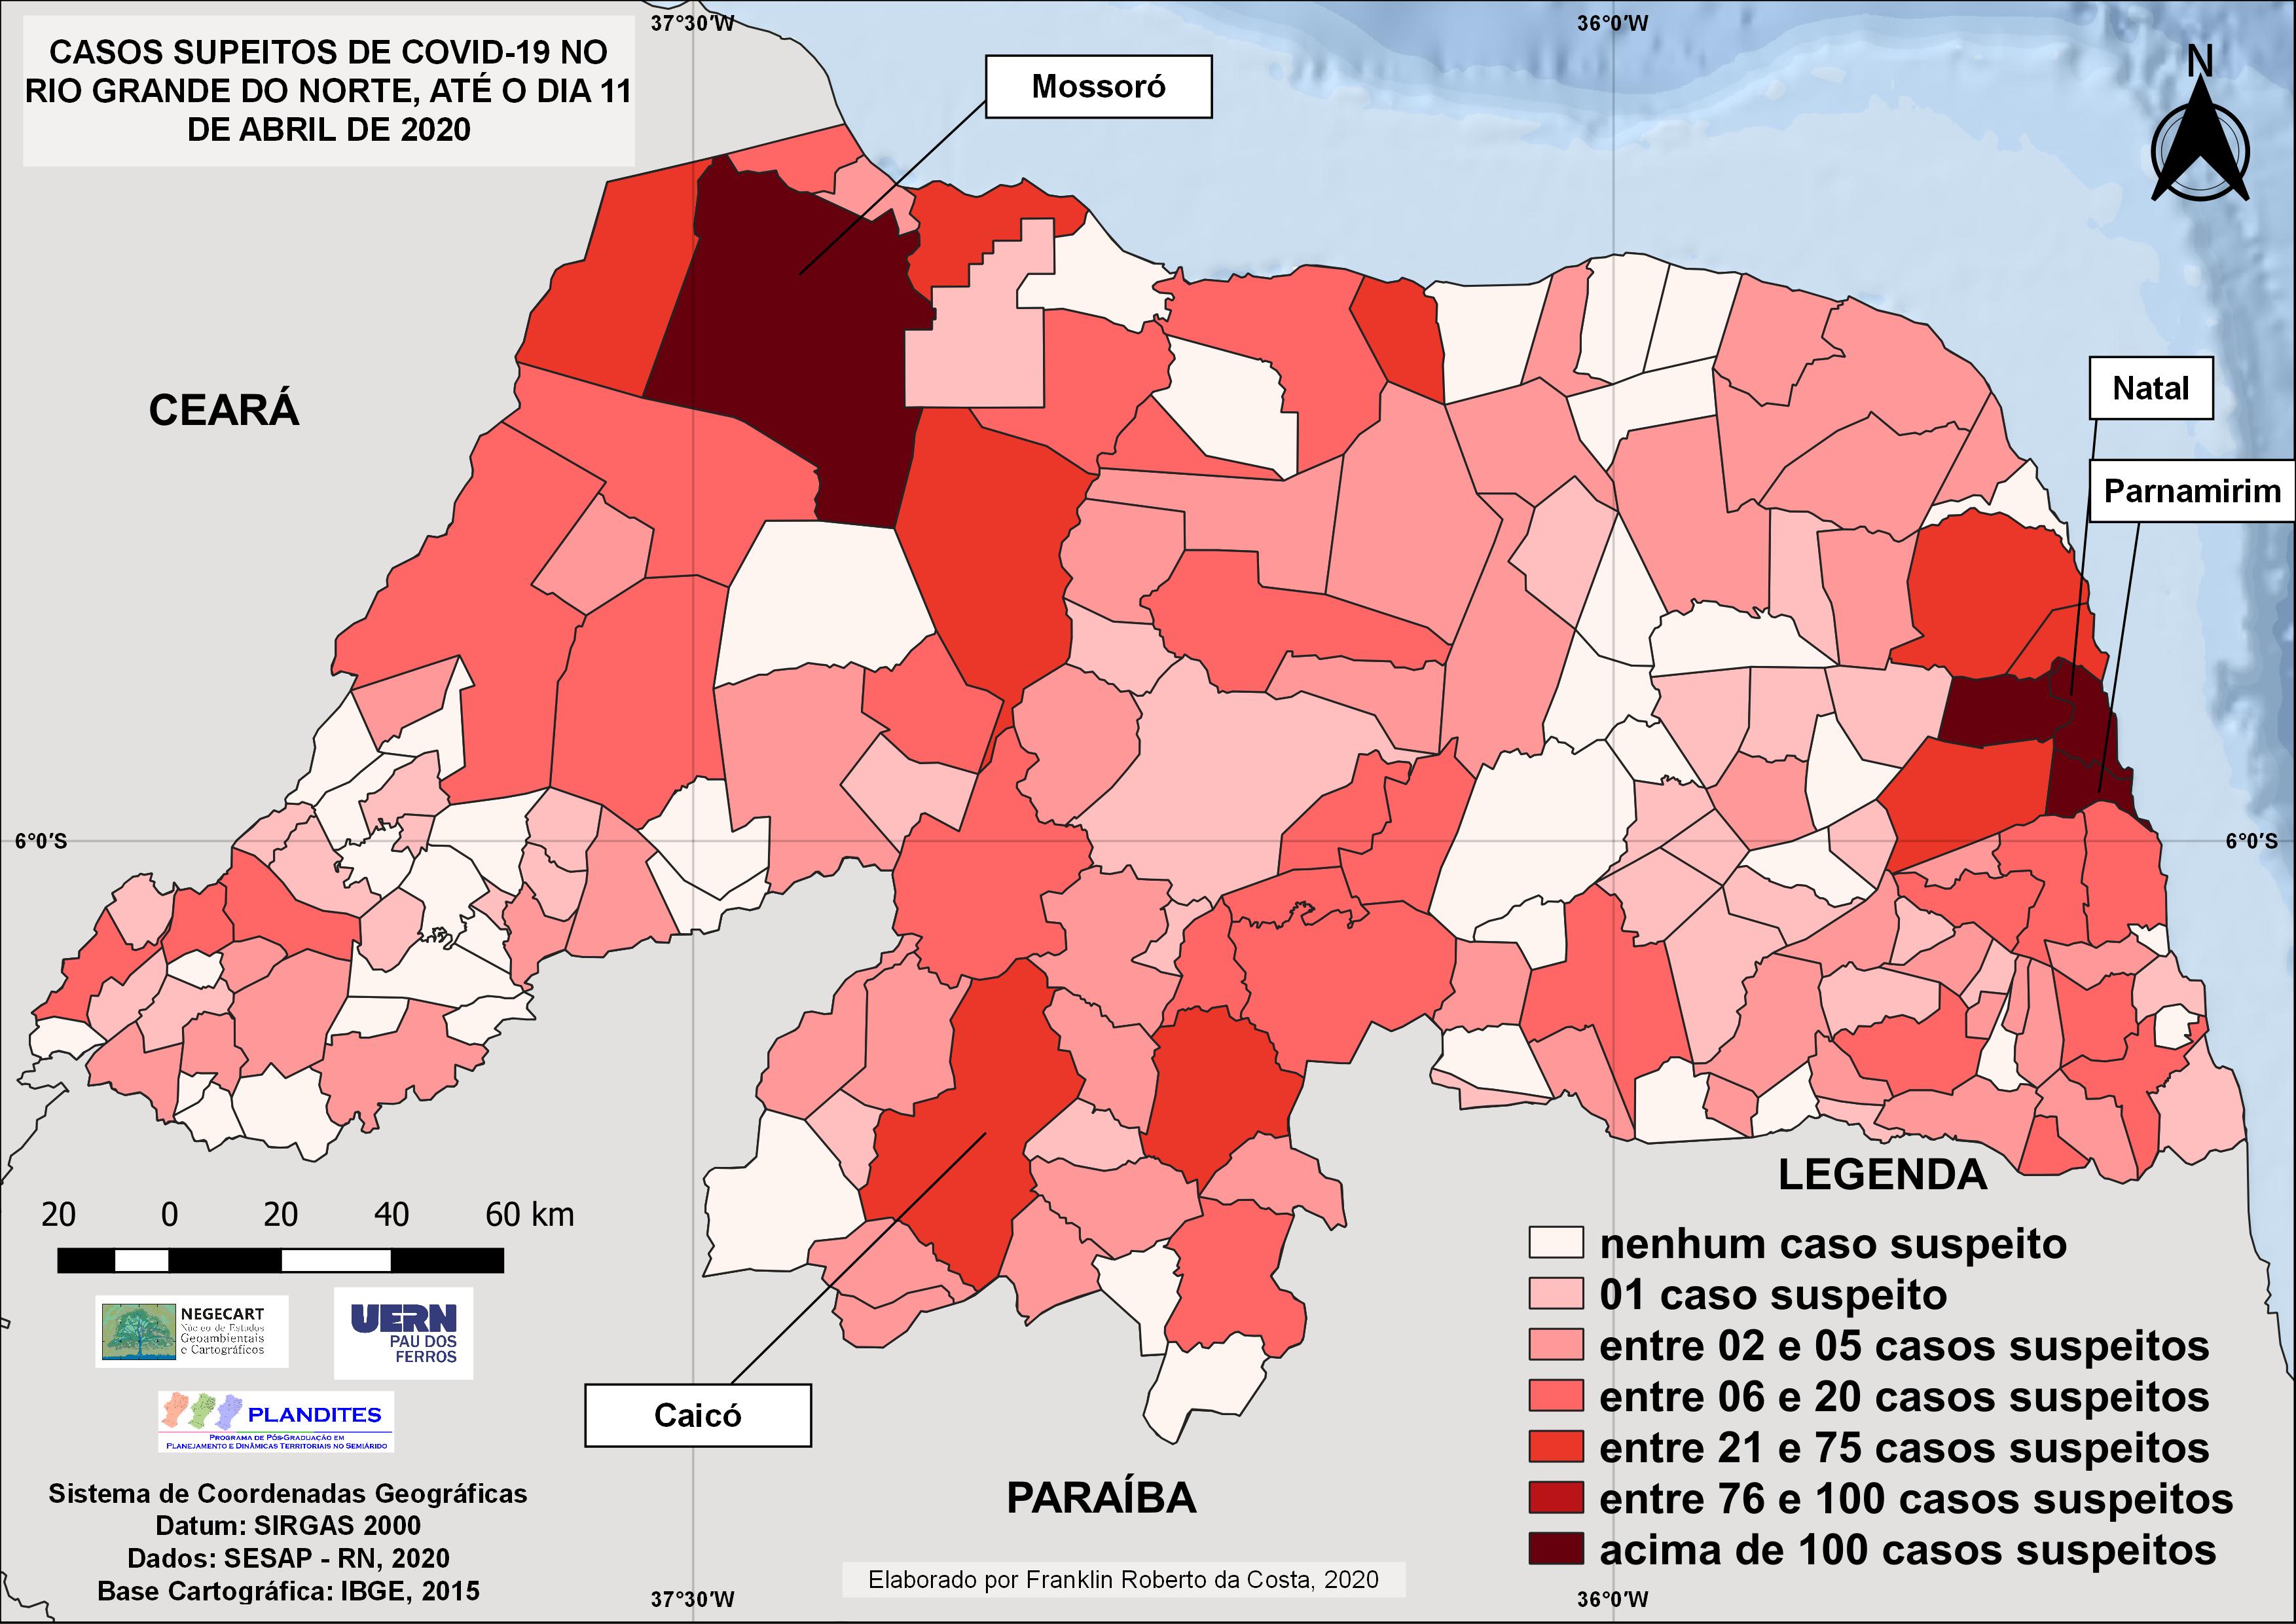 CASOS SUPEITOS DE COVID-19 NO
RIO GRANDE DO NORTE, ATÉ O DIA 11
DE ABRIL DE 2020
37°30′W
36°0′W
N
Mossoró
Natal
Parnamirim
CEARÁ
6°0′S
6°0′S
20 0 20 40 60 km
NEGECART
Núcleo de Estudos
Geoambientais
e Cartográficos
UERN
PAU DOS
FERROS
PLANDITES
PROGRAMA DE PÓS-GRADUAÇÃO EM
PLANEJAMENTO E DINÂMICAS TERRITORIAIS NO SEMIÁRIDO
Caicó
PARAÍBA
Sistema de Coordenadas Geográficas
Datum: SIRGAS 2000
Dados: SESAP - RN, 2020
Base Cartográfica: IBGE, 2015
LEGENDA
nenhum caso suspeito
01 caso suspeito
entre 02 e 05 casos suspeitos
entre 06 e 20 casos suspeitos
entre 21 e 75 casos suspeitos
entre 76 e 100 casos suspeitos
acima de 100 casos suspeitos
Elaborado por Franklin Roberto da Costa, 2020
37°30′W
36°0′W